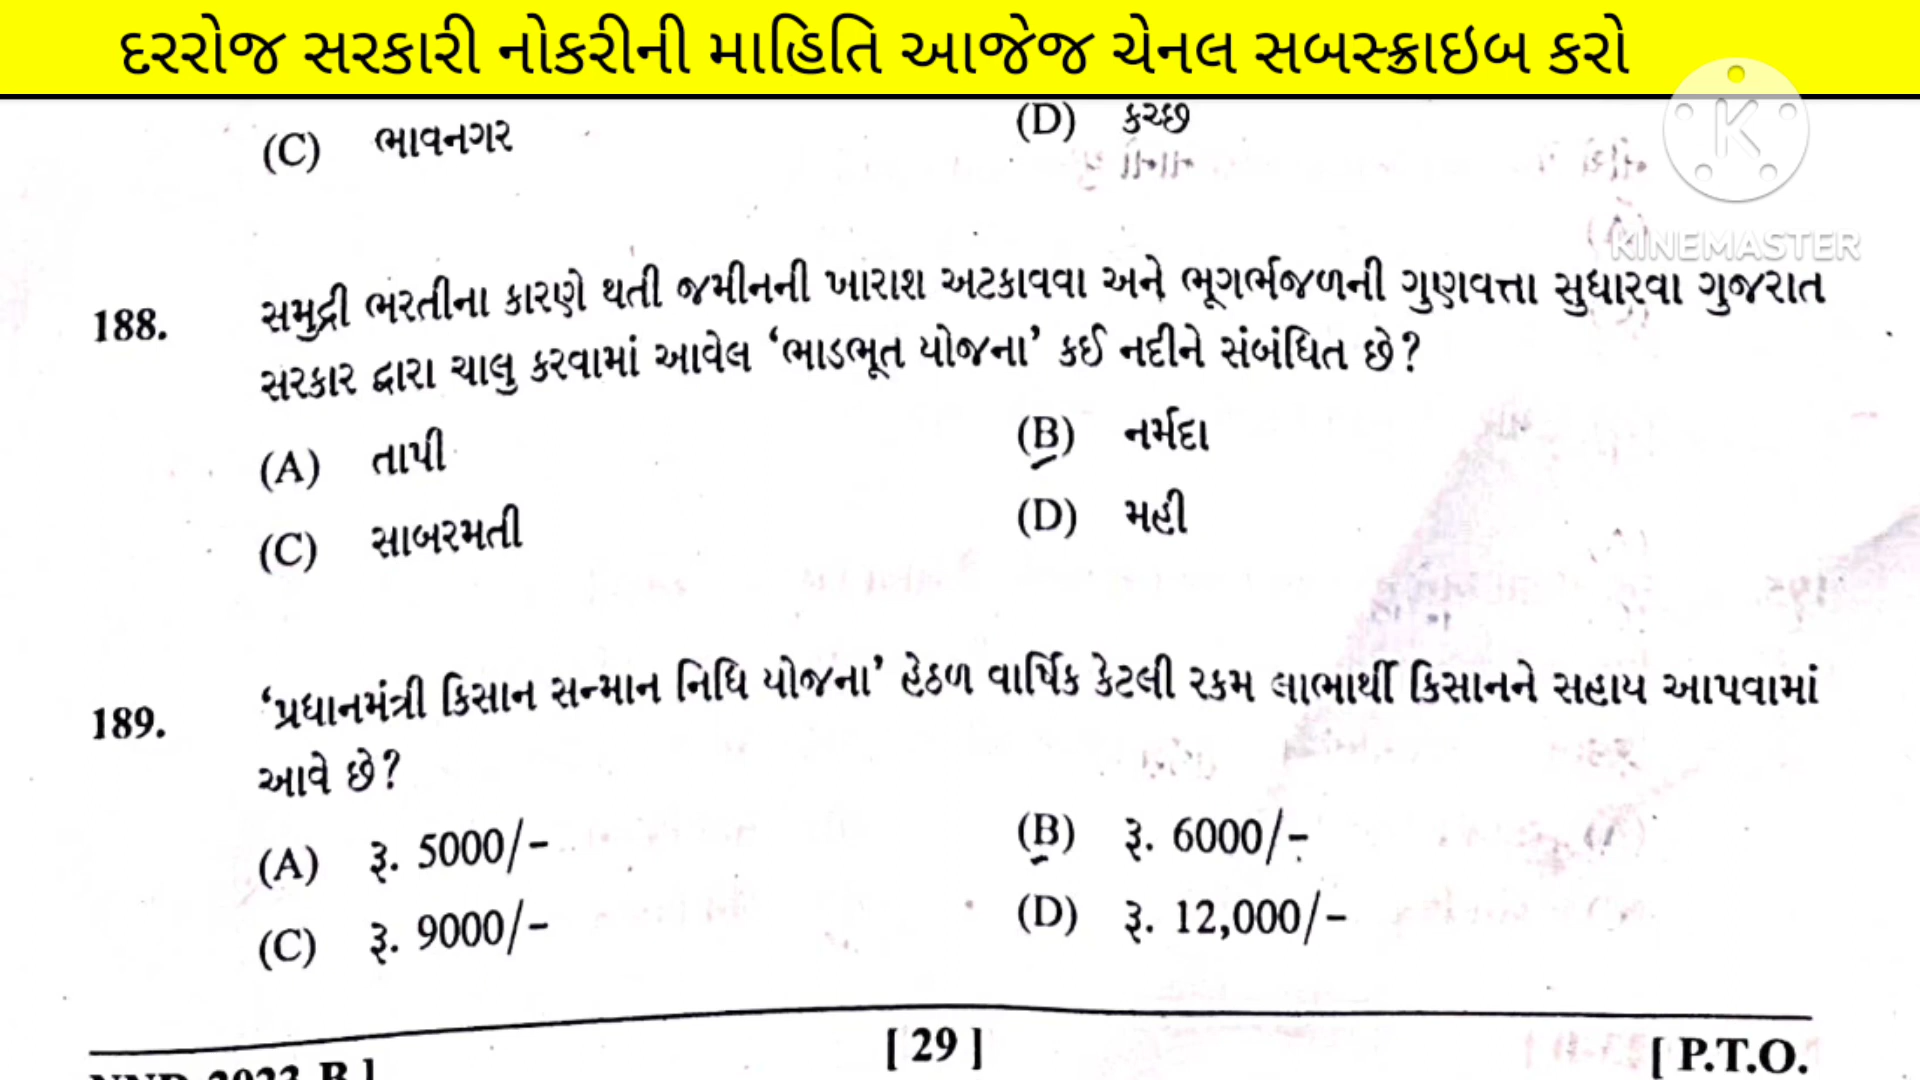 દરરોજ સરકારી નોકરીની માહિતિ આજેજ ચેનલ સબસ્ક્રાઇબ કરો
(C) ભાવનગર (D) કચ્છ
KINEMASTER
188. સમુદ્રી ભરતીના કારણે થતી જમીનની ખારાશ અટકાવવા અને ભૂગર્ભજળની ગુણવત્તા સુધારવા ગુજરાત
સરકાર દ્વારા ચાલુ કરવામાં આવેલ ‘ભાડભૂત યોજના’ કઈ નદીને સંબંધિત છે?
(A) તાપી (B) નર્મદા
(C) સાબરમતી (D) મહી
189. ‘પ્રધાનમંત્રી કિસાન સન્માન નિધિ યોજના’ હેઠળ વાર્ષિક કેટલી રકમ લાભાર્થી કિસાનને સહાય આપવામાં
આવે છે?
(A) રૂ. 5000/- (B) રૂ. 6000/-
(C) રૂ. 9000/- (D) રૂ. 12,000/-
[ 29 ] [ P.T.O.